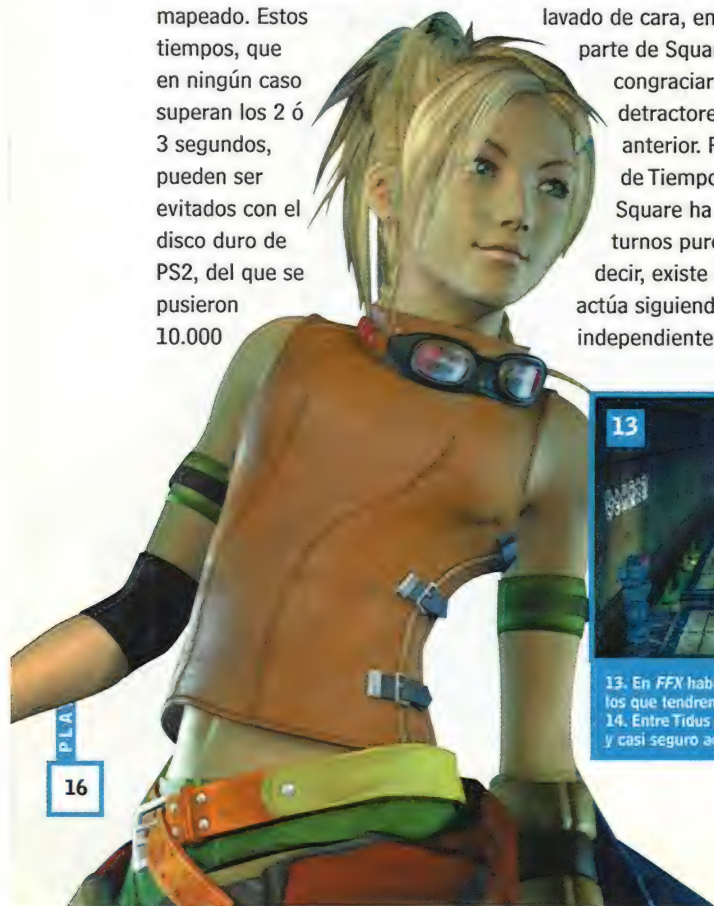 mapeado. Estos
tiempos, que
en ningún caso
superan los 2 ó
3 segundos,
pueden ser
evitados con el
disco duro de
PS2, del que se
pusieron
10.000
lavado de cara, en
parte de Squar
congraciar
detractore
anterior.
de Tiempo
Square ha
turnos pur
decir, existe
actúa siguiend
independiente
13
13. En FFX hab
los que tendren
14. Entre Tidus
y casi seguro a
PLA
16